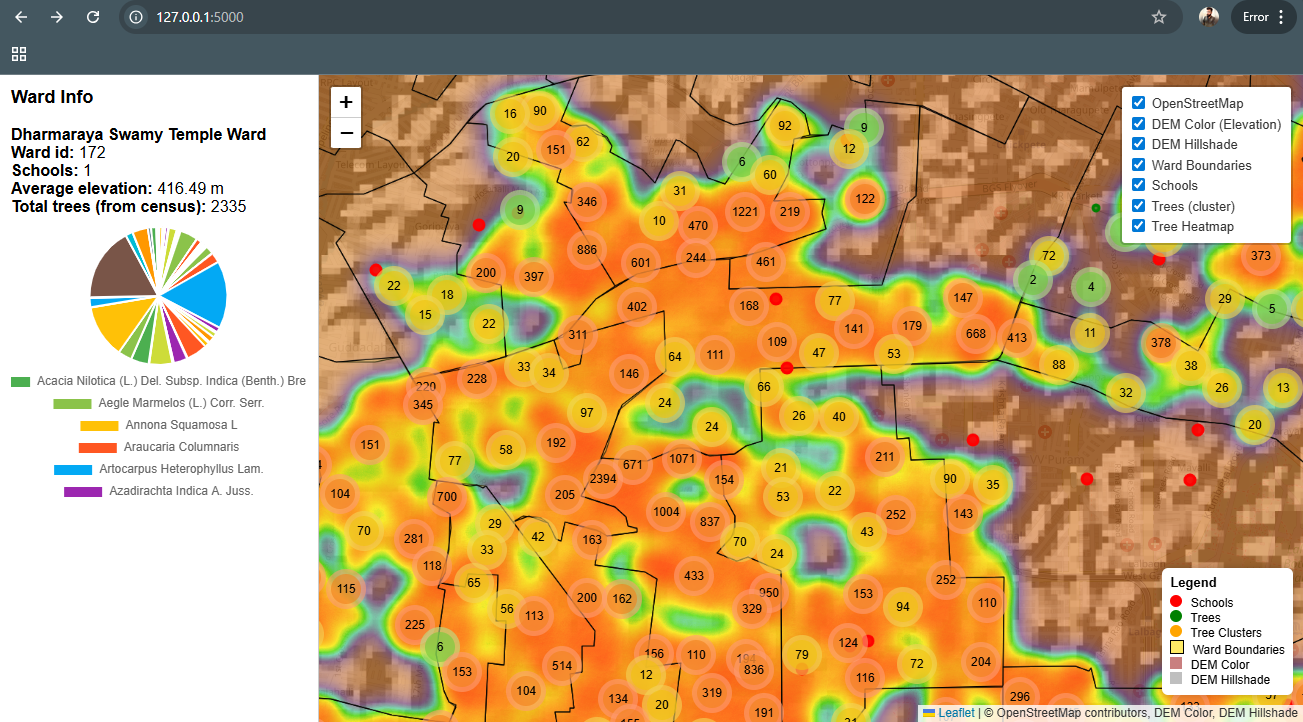 127.0.0.1:5000
Error
Ward Info
Dharmaraya Swamy Temple Ward
Ward id: 172
Schools: 1
Average elevation: 416.49 m
Total trees (from census): 2335
Acacia Nilotica (L.) Del. Subsp. Indica (Benth.) Bre
Aegle Marmelos (L.) Corr. Serr.
Annona Squamosa L
Araucaria Columnaris
Artocarpus Heterophyllus Lam.
Azadirachta Indica A. Juss.
+
−
OpenStreetMap
DEM Color (Elevation)
DEM Hillshade
Ward Boundaries
Schools
Trees (cluster)
Tree Heatmap
16 90
92
9
20 151 62
12
6 60
31
9 346
122
10 470 1221 219
886
601 244 461
72
373
200 397
2 4
22 18
402 168 77 147
29 5
15 22
311
109 141 179 668 413
11
378
64 111 47 53
33 34
146
88 38
220 228
66
26 13
345
24
32
97
24
26 40
20
151
58 192
77
671 1071
21
211
104
2394 154
90 35
700 205
53 22
1004 837
252 143
70 281
29 42 163
70 24
43
33
118
433
252
115
65
200 162
950
153 94 110
56 113
329
225
6
124
156 110 194
79
153 514
836
72 204
12
116
104
134 319
20
191
296
Legend
Schools
Trees
Tree Clusters
Ward Boundaries
DEM Color
DEM Hillshade
Leaflet | © OpenStreetMap contributors, DEM Color, DEM Hillshade